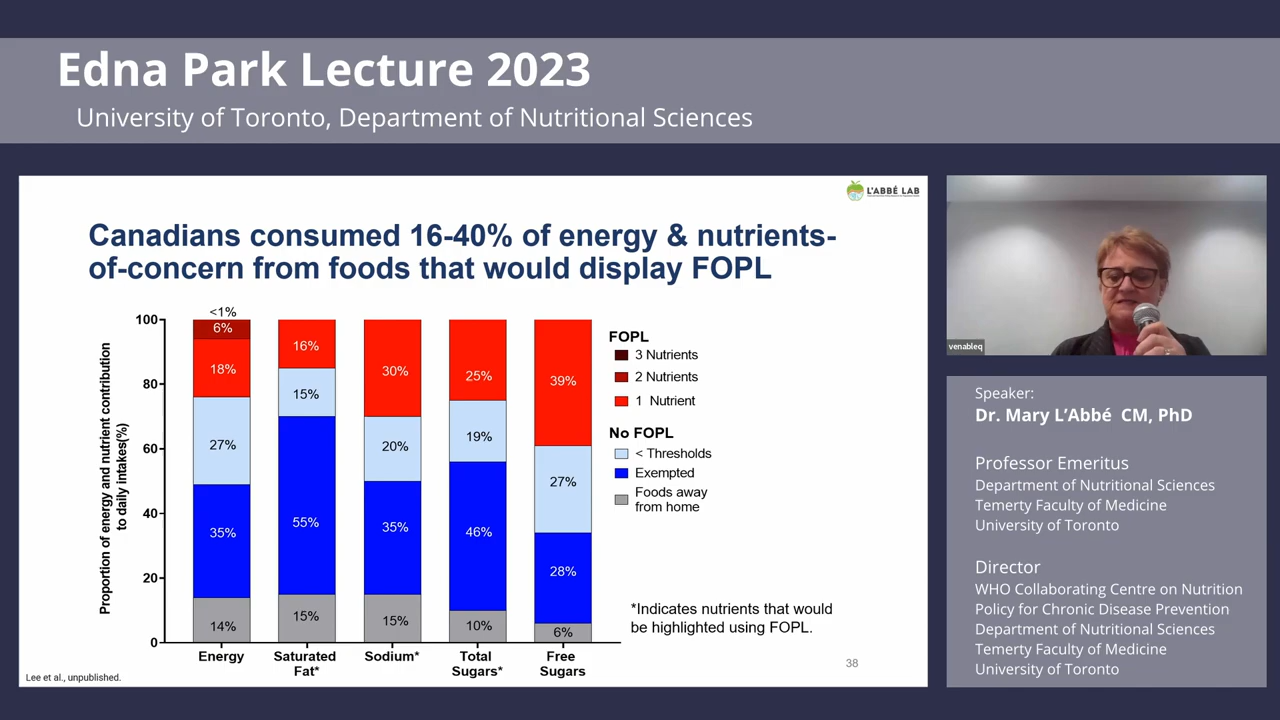 Edna Park Lecture 2023
University of Toronto, Department of Nutritional Sciences
L'ABBÉ LAB
Canadians consumed 16-40% of energy & nutrients-
of-concern from foods that would display FOPL
Proportion of energy and nutrient contribution
to daily intakes(%)
100
80
60
40
20
0
<1%
6%
18%
27%
35%
14%
16%
15%
55%
15%
30%
20%
35%
15%
25%
19%
46%
10%
39%
27%
28%
6%
Energy
Saturated
Fat*
Sodium*
Total
Sugars*
Free
Sugars
FOPL
3 Nutrients
2 Nutrients
1 Nutrient
No FOPL
< Thresholds
Exempted
Foods away
from home
*Indicates nutrients that would
be highlighted using FOPL.
38
Lee et al., unpublished.
venableq
Speaker:
Dr. Mary L'Abbé CM, PhD
Professor Emeritus
Department of Nutritional Sciences
Temerty Faculty of Medicine
University of Toronto
Director
WHO Collaborating Centre on Nutrition
Policy for Chronic Disease Prevention
Department of Nutritional Sciences
Temerty Faculty of Medicine
University of Toronto